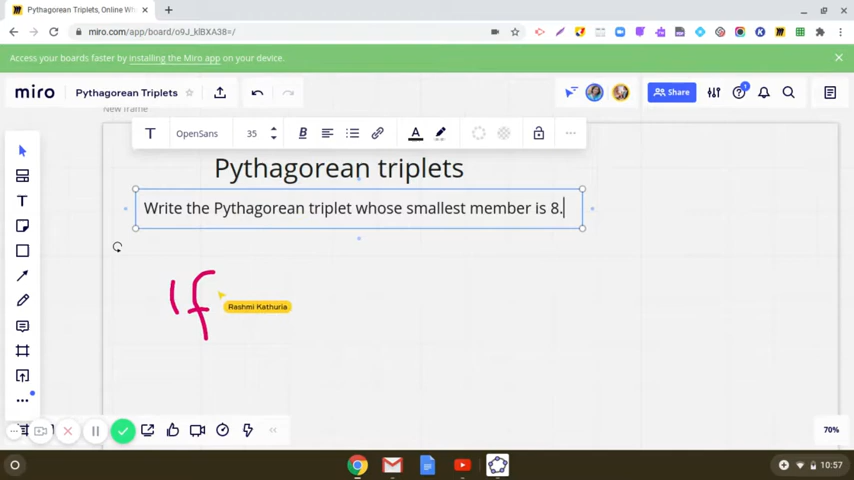 Pythagorean Triplets, Online Wh
miro.com/app/board/o9J_klBXJM8=/
Access your boards faster by installing the Miro app on your device.
miro
Pythagorean Triplets
Share
1
New frame
T
OpenSans
35
B
A
Pythagorean triplets
Write the Pythagorean triplet whose smallest member is 8.
If
Rashmi Kathuria
70%
10:57